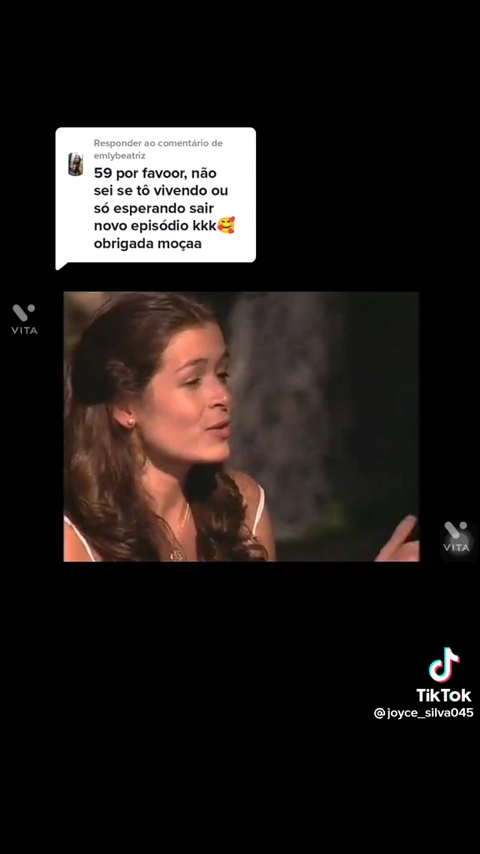 Responder ao comentário de
emlybeatriz
59 por favoor, não
sei se tô vivendo ou
só esperando sair
novo episódio kkk🥰
obrigada moçaa
VITA
VITA
TikTok
@joyce_silva045